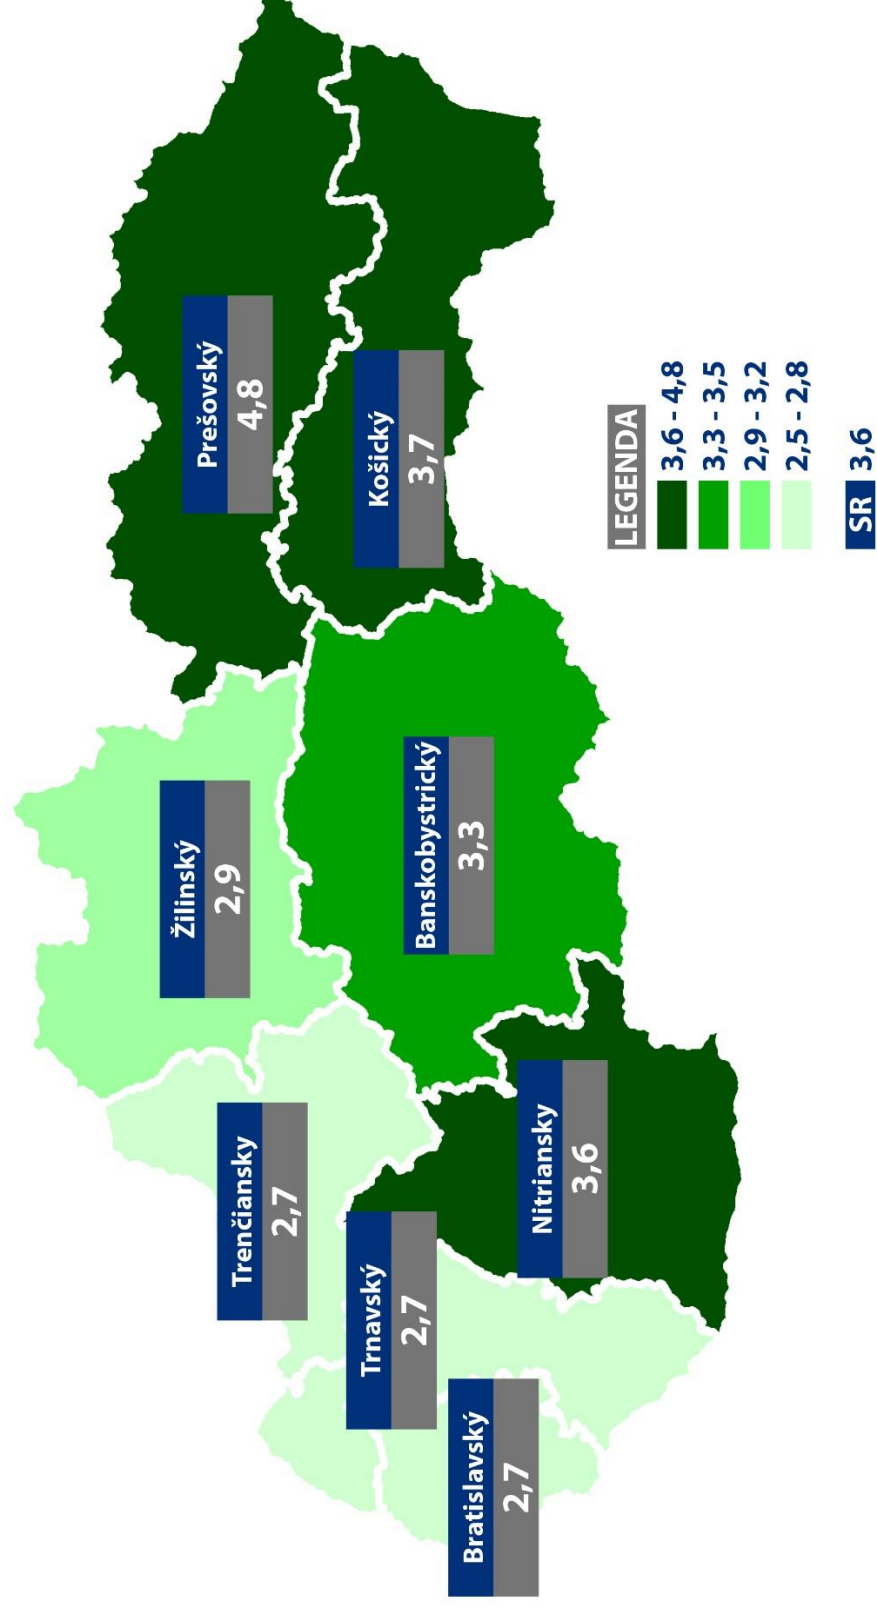 Prešovský
4,8
Žilinský
2,9
Košický
3,7
Trenčiansky
2,7
Banskobystrický
3,3
Trnavský
2,7
Nitriansky
3,6
Bratislavský
2,7
LEGENDA
3,6 - 4,8
3,3 - 3,5
2,9 - 3,2
2,5 - 2,8
SR 3,6